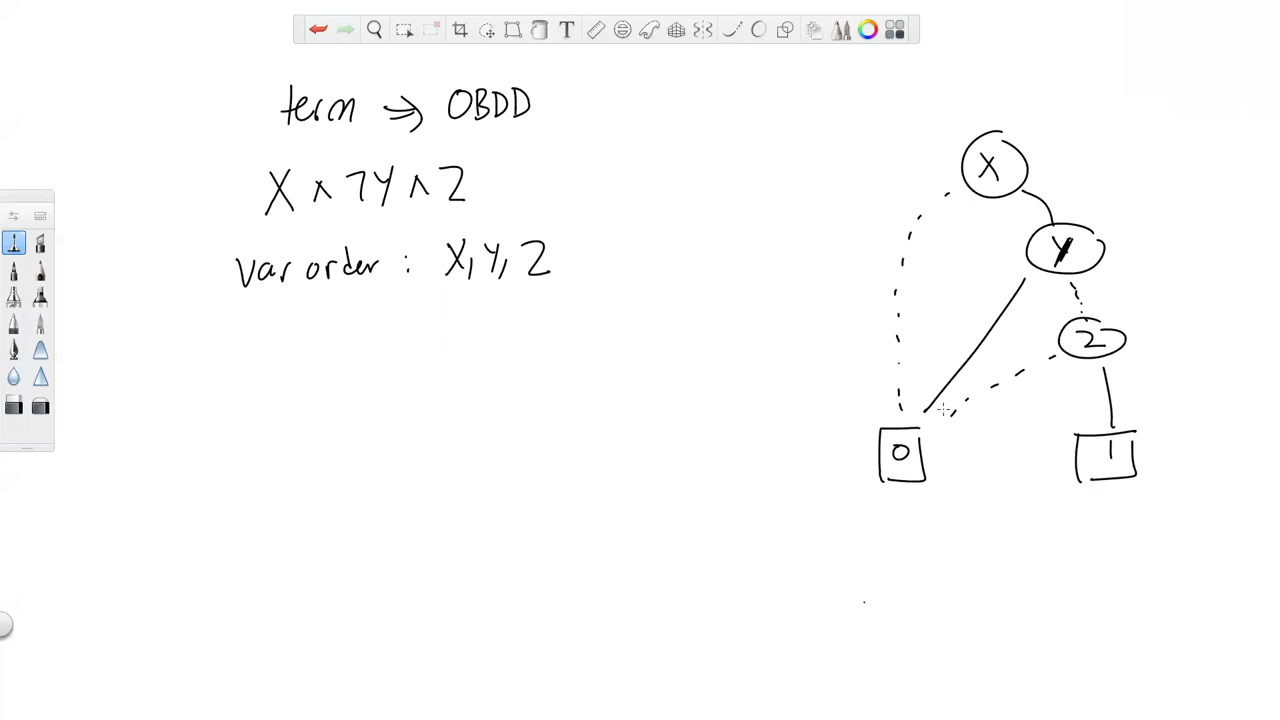 term ⇒ OBDD
X ∧ ¬Y ∧ Z
var order : X, Y, Z
X
Y
Z
0
1
T